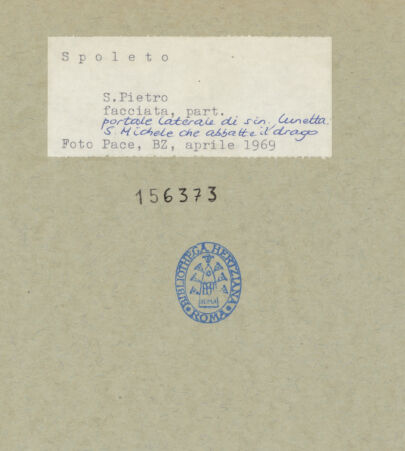 Spoleto
S.Pietro
facciata, part.
portale laterale di sin. Lunetta:
S. Michele che abbatte il drago
Foto Pace, BZ, aprile 1969
156373
BIBLIOTHECA HERTZIANA
ROMA